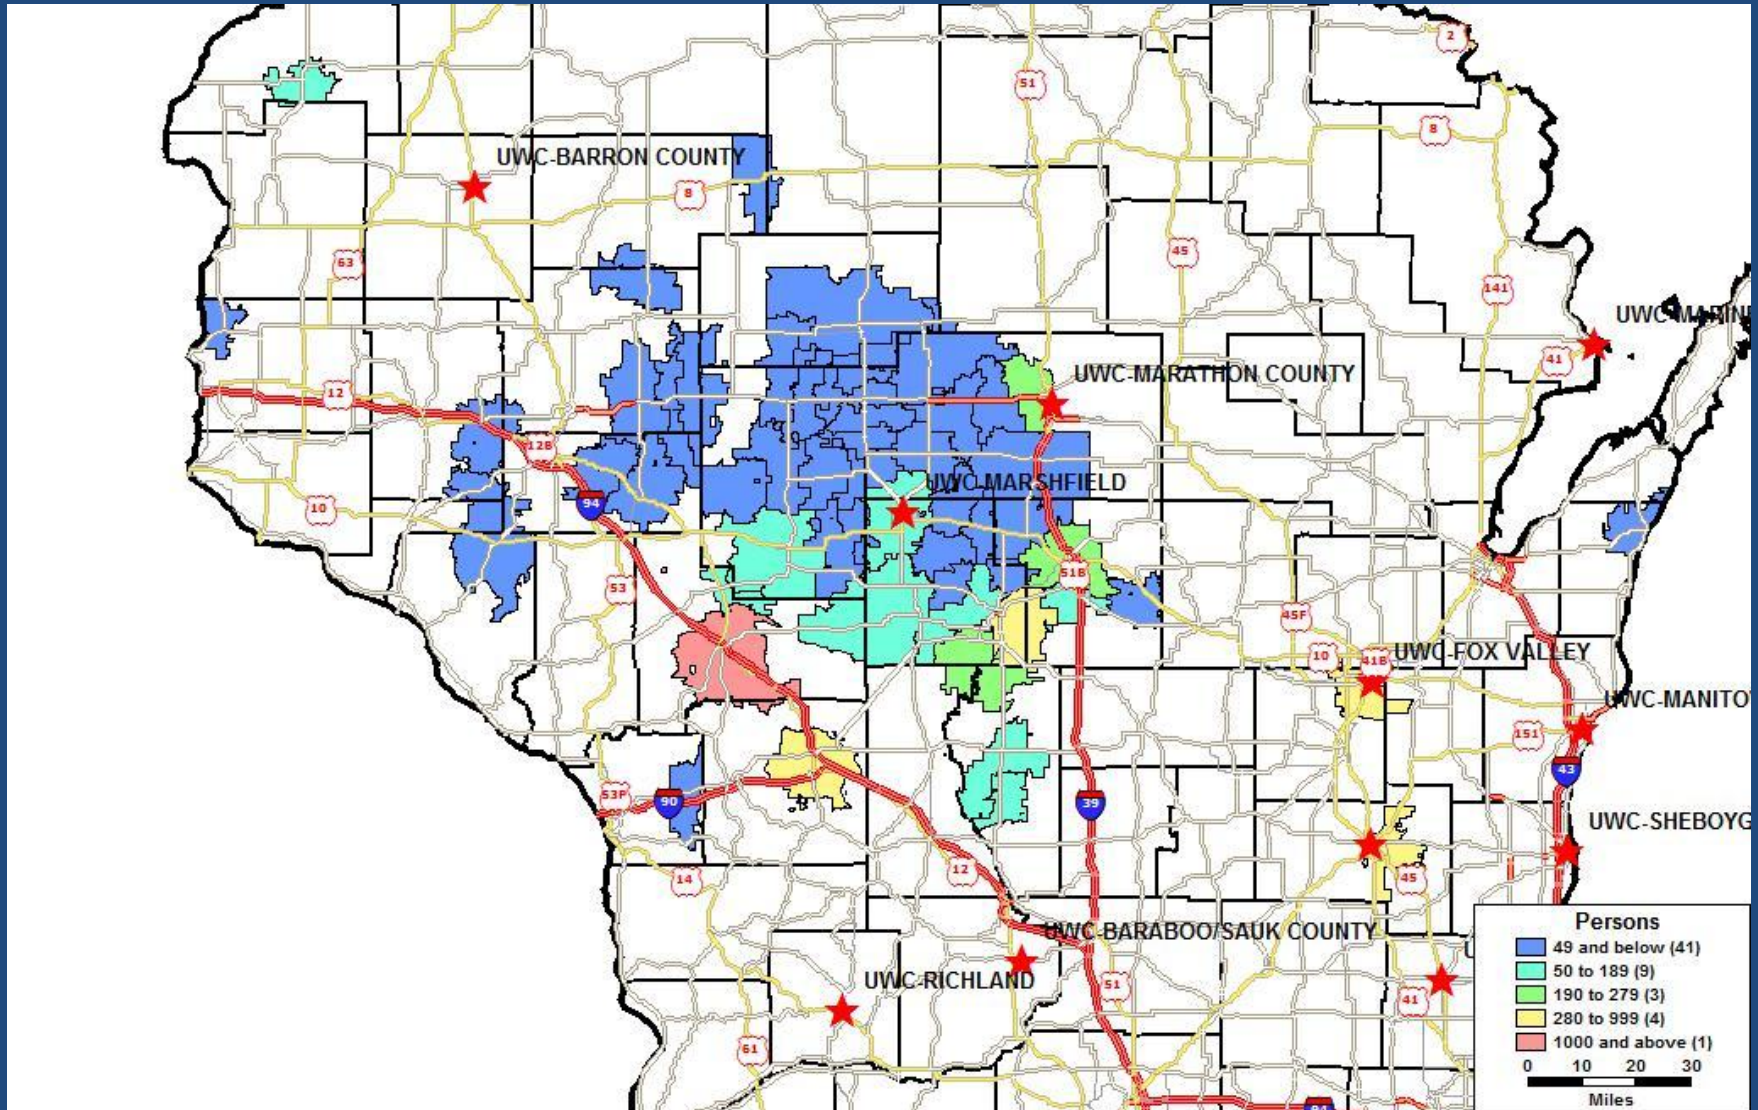 2
51
8
UWC-BARRON COUNTY
8
45
63
141
UWC-MARIN
41
UWC-MARATHON COUNTY
12
12B
UWC-MARSHFIELD
94
10
51B
53
45F
10
41B
UWC-FOX VALLEY
UWC-MANITO
151
43
53P
90
39
UWC-SHEBOYG
12
14
45
UWC-BARABOO/SAUK COUNTY
U
UWC-RICHLAND
51
41
61
94
Persons
49 and below (41)
50 to 189 (9)
190 to 279 (3)
280 to 999 (4)
1000 and above (1)
0 10 20 30
Miles